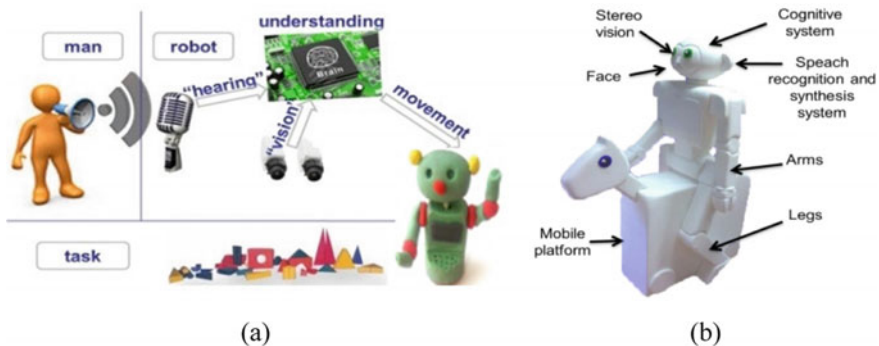 man
robot
understanding
Brain
"hearing"
"vision"
movement
task
(a)
Stereo
vision
Cognitive
system
Face
Speach
recognition and
synthesis
system
Arms
Legs
Mobile
platform
(b)